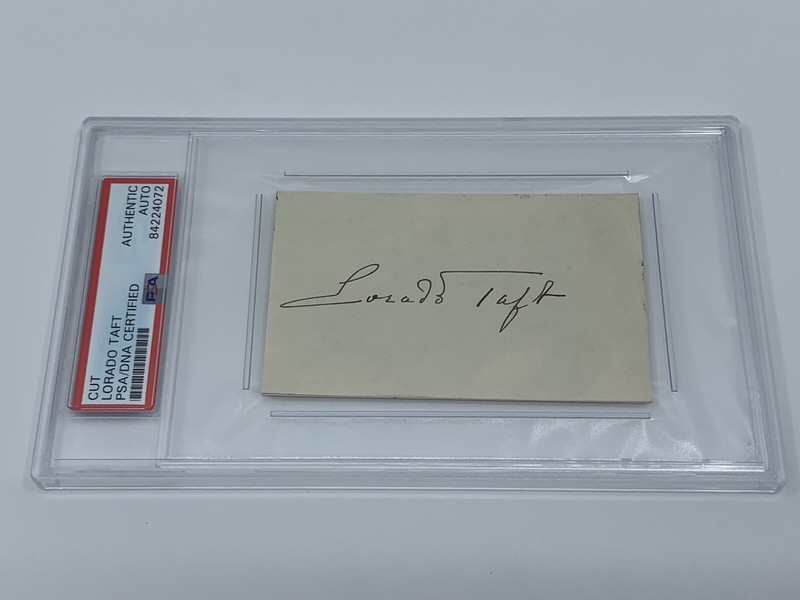 CUT
LORADO TAFT
PSA/DNA CERTIFIED
AUTHENTIC
AUTO
84224072
PSA
Lorado Taft